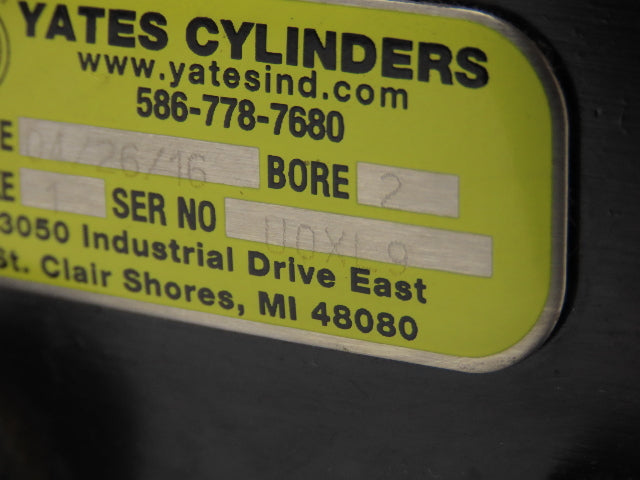 YATES CYLINDERS
www.yatesind.com
586-778-7680
E 04/26/16 BORE 2
E 1 SER NO
3050 Industrial Drive East
St. Clair Shores, MI 48080